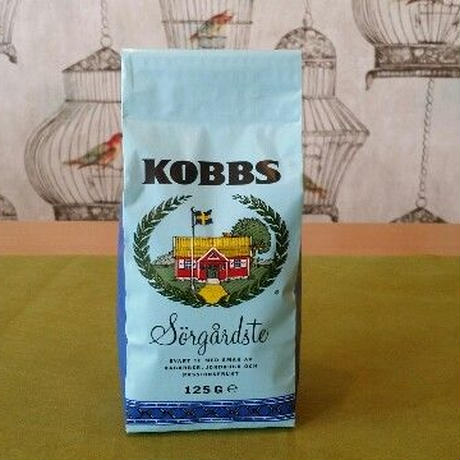 KOBBS
Sörgårdste
SVART TE MED SMAK AV
RABARBER, JORDGUBB OCH
PASSIONSFRUKT
125 G ℮